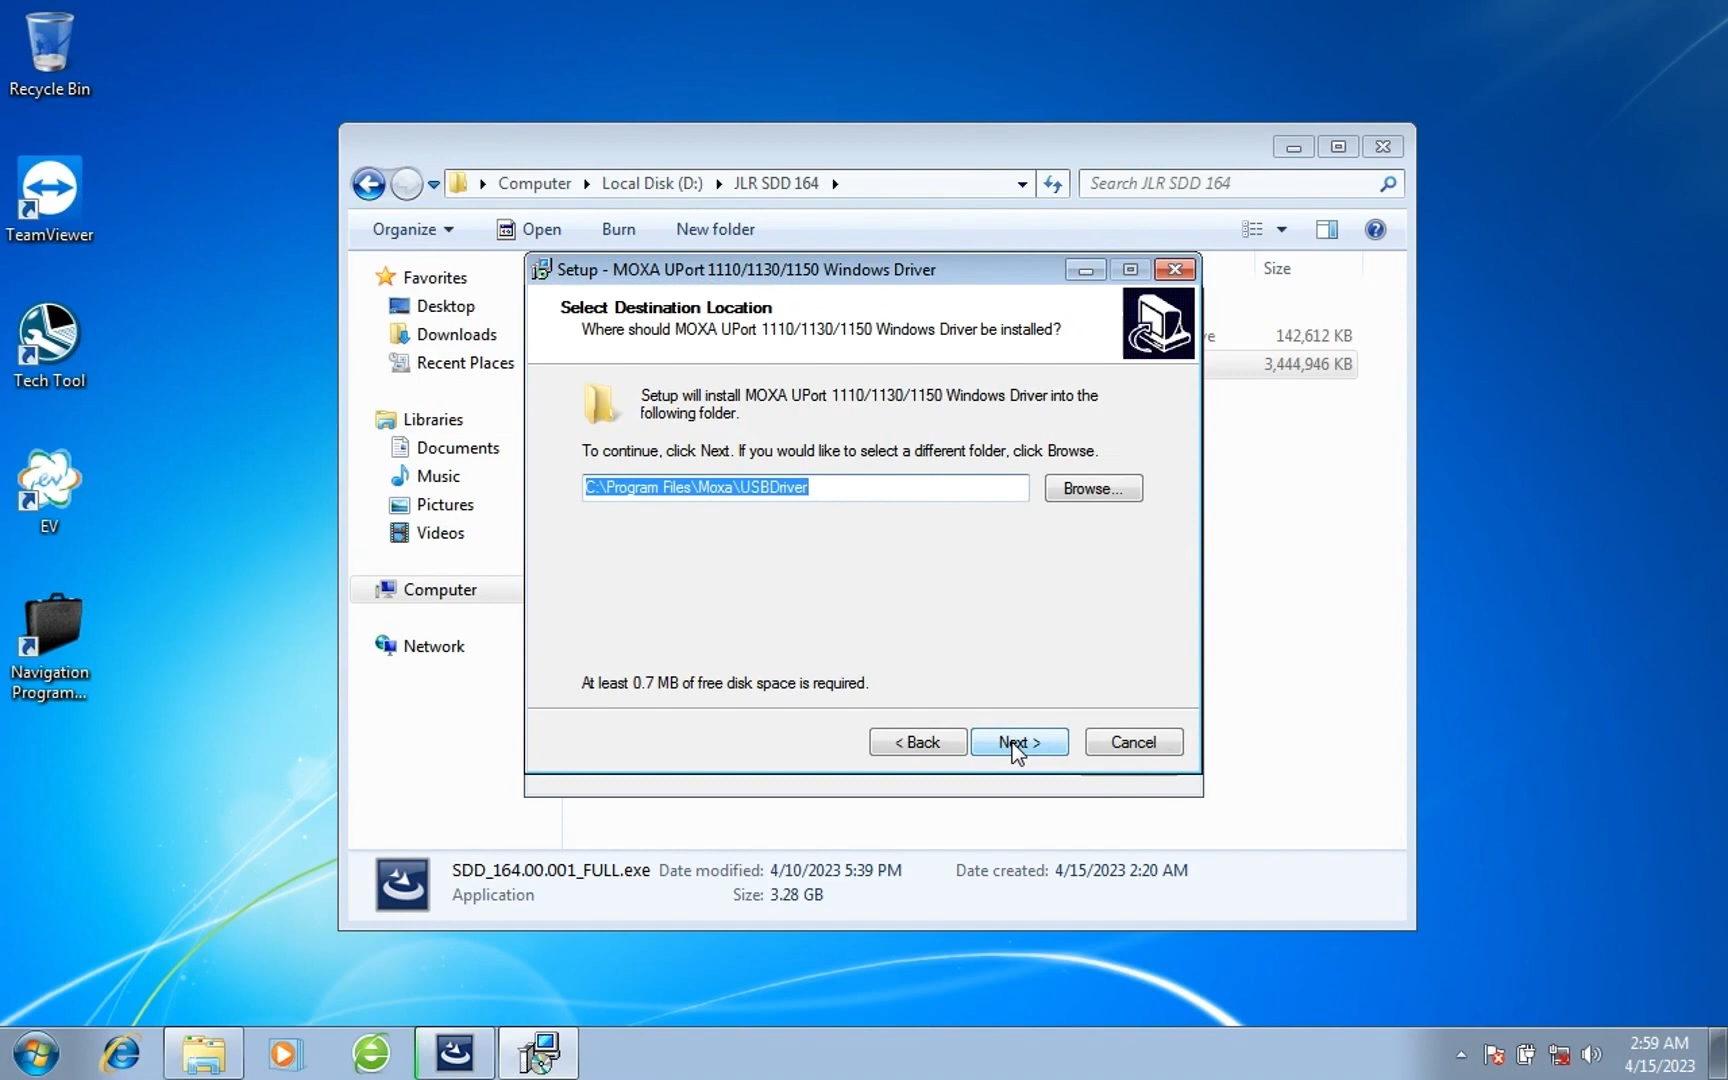 Recycle Bin
TeamViewer
Tech Tool
EV
Navigation
Program...
Computer
Local Disk (D:)
JLR SDD 164
Search JLR SDD 164
Organize
Open
Burn
New folder
Favorites
Desktop
Downloads
Recent Places
Libraries
Documents
Music
Pictures
Videos
Computer
Network
Size
142,612 KB
3,444,946 KB
Setup - MOXA UPort 1110/1130/1150 Windows Driver
Select Destination Location
Where should MOXA UPort 1110/1130/1150 Windows Driver be installed?
Setup will install MOXA UPort 1110/1130/1150 Windows Driver into the
following folder.
To continue, click Next. If you would like to select a different folder, click Browse.
C:\Program Files\Moxa\USBDriver
Browse...
At least 0.7 MB of free disk space is required.
< Back
Next >
Cancel
SDD_164.00.001_FULL.exe Date modified: 4/10/2023 5:39 PM Date created: 4/15/2023 2:20 AM
Application Size: 3.28 GB
2:59 AM
4/15/2023